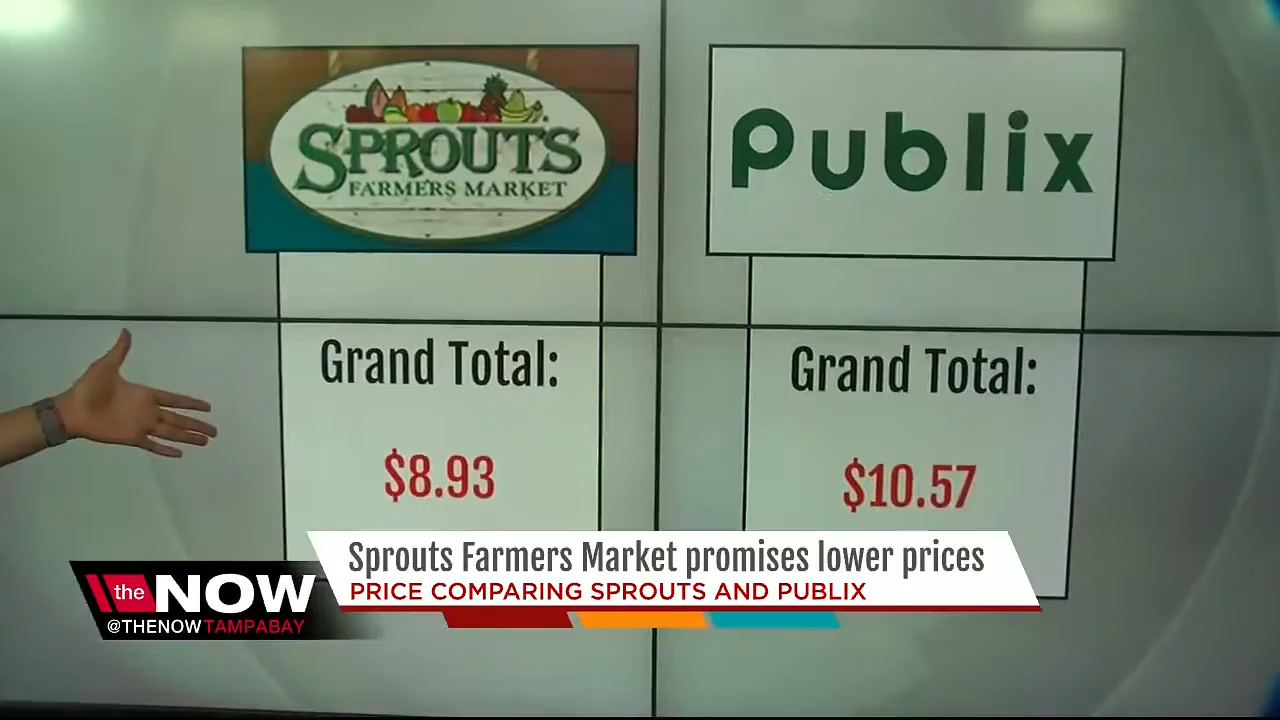 SPROUTS
FARMERS MARKET
Publix
Grand Total:
$8.93
Grand Total:
$10.57
Sprouts Farmers Market promises lower prices
PRICE COMPARING SPROUTS AND PUBLIX
the NOW
@THENOWTAMPABAY